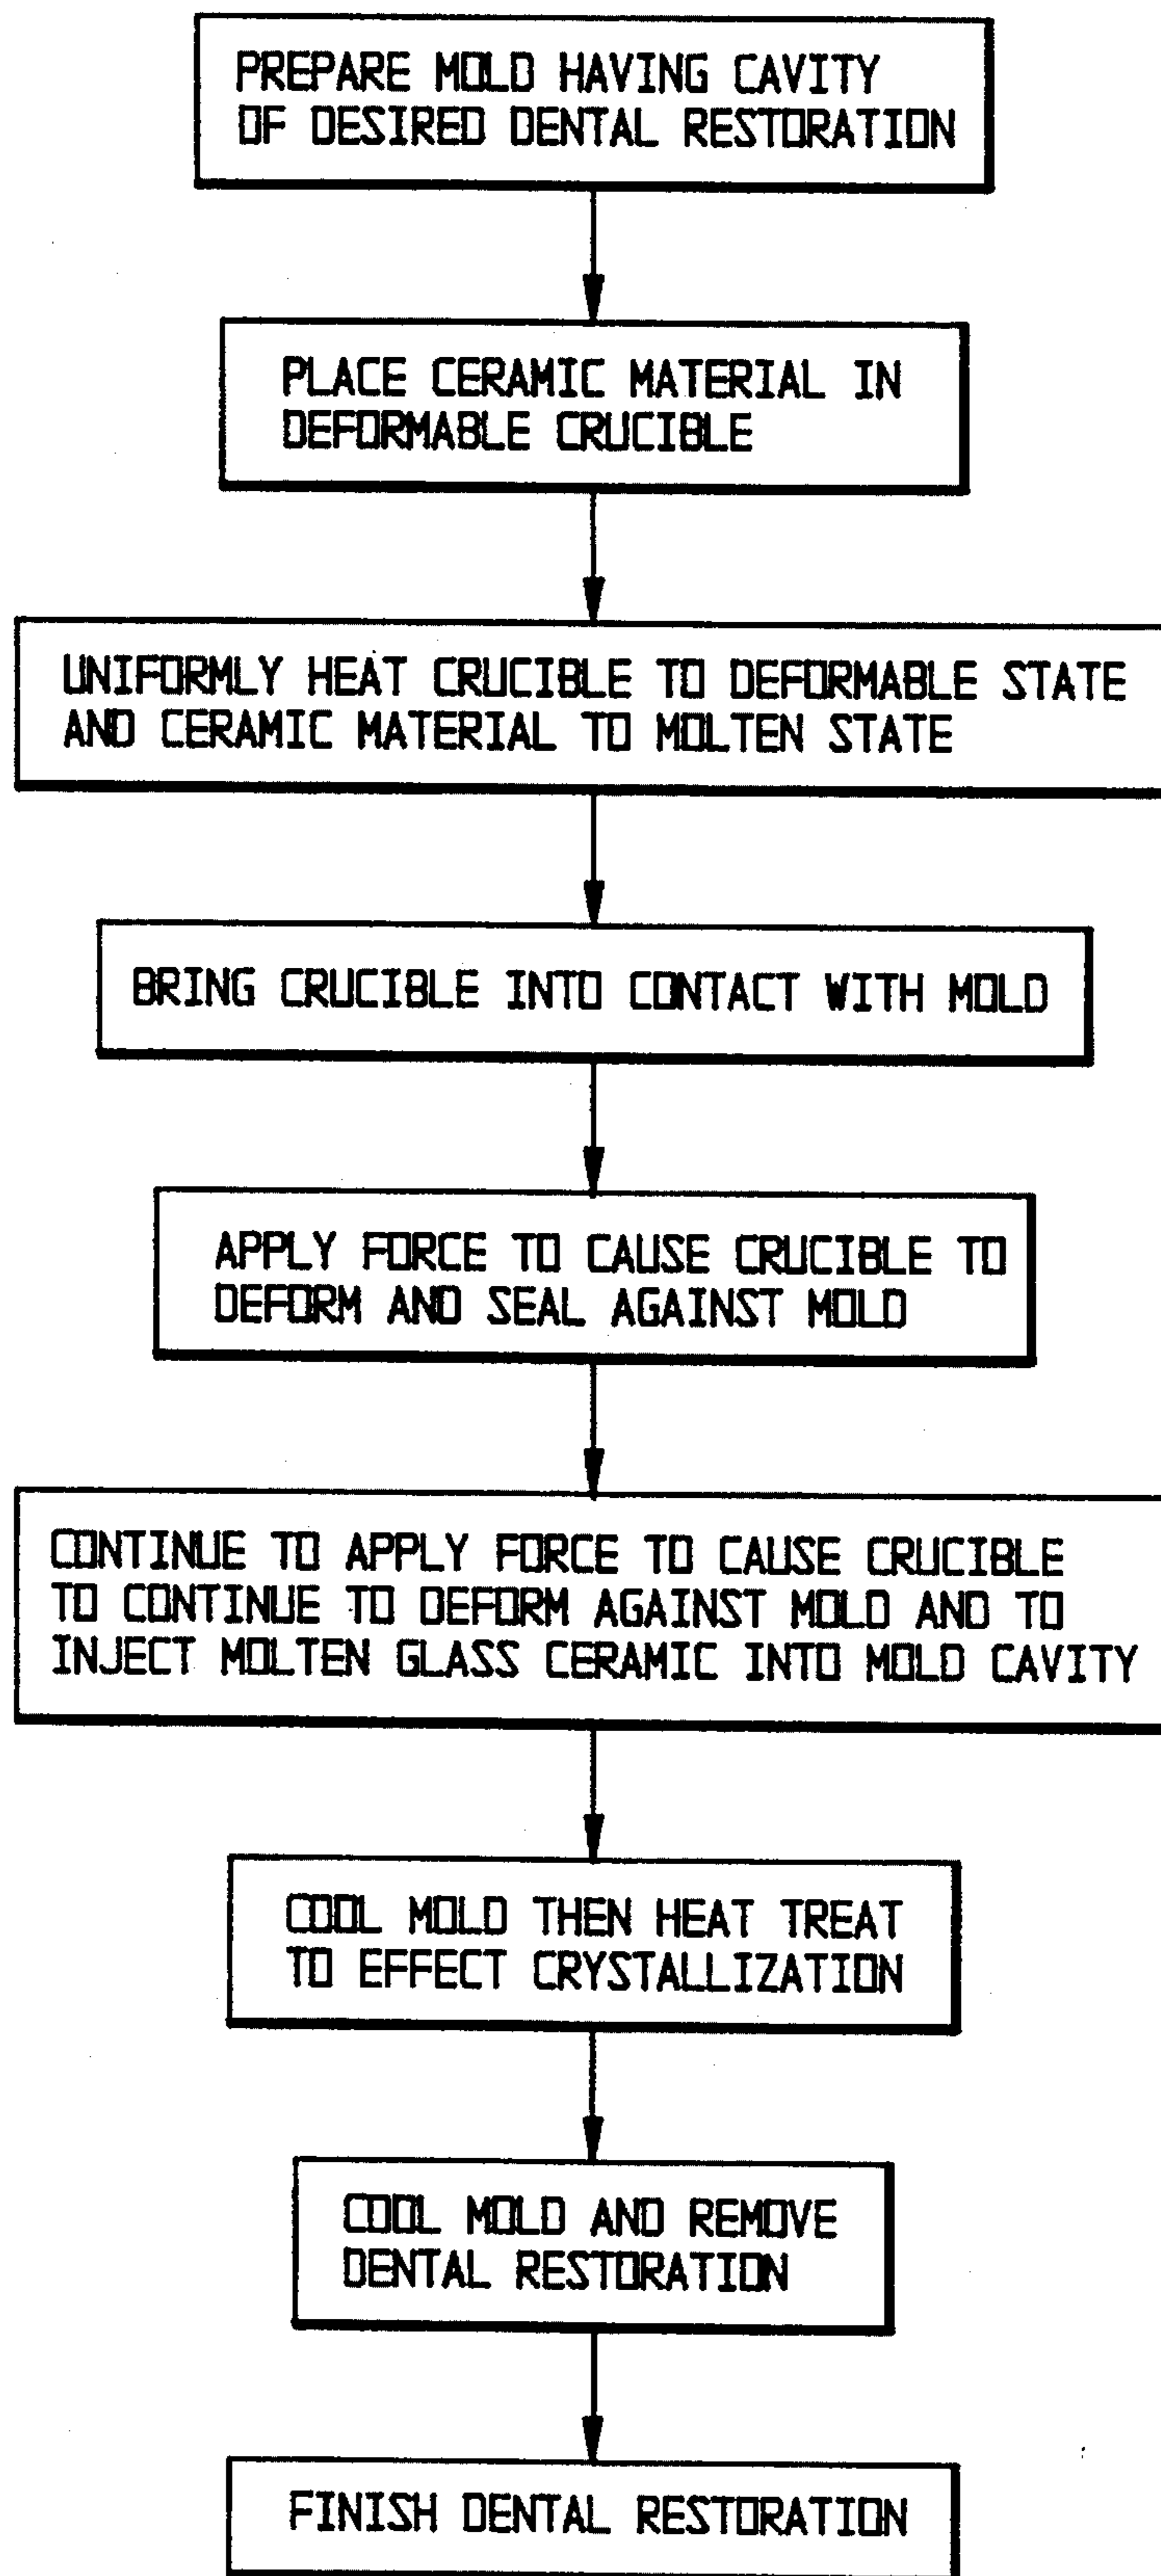 PREPARE MOLD HAVING CAVITY
OF DESIRED DENTAL RESTORATION
PLACE CERAMIC MATERIAL IN
DEFORMABLE CRUCIBLE
UNIFORMLY HEAT CRUCIBLE TO DEFORMABLE STATE
AND CERAMIC MATERIAL TO MOLTEN STATE
BRING CRUCIBLE INTO CONTACT WITH MOLD
APPLY FORCE TO CAUSE CRUCIBLE TO
DEFORM AND SEAL AGAINST MOLD
CONTINUE TO APPLY FORCE TO CAUSE CRUCIBLE
TO CONTINUE TO DEFORM AGAINST MOLD AND TO
INJECT MOLTEN GLASS CERAMIC INTO MOLD CAVITY
COOL MOLD THEN HEAT TREAT
TO EFFECT CRYSTALLIZATION
COOL MOLD AND REMOVE
DENTAL RESTORATION
FINISH DENTAL RESTORATION